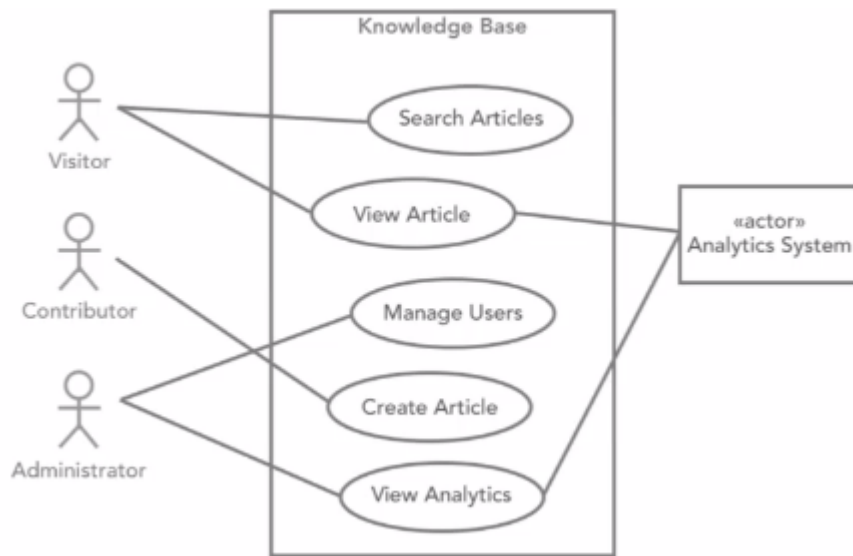 Knowledge Base
Search Articles
Visitor
View Article
«actor»
Analytics System
Contributor
Manage Users
Create Article
Administrator
View Analytics